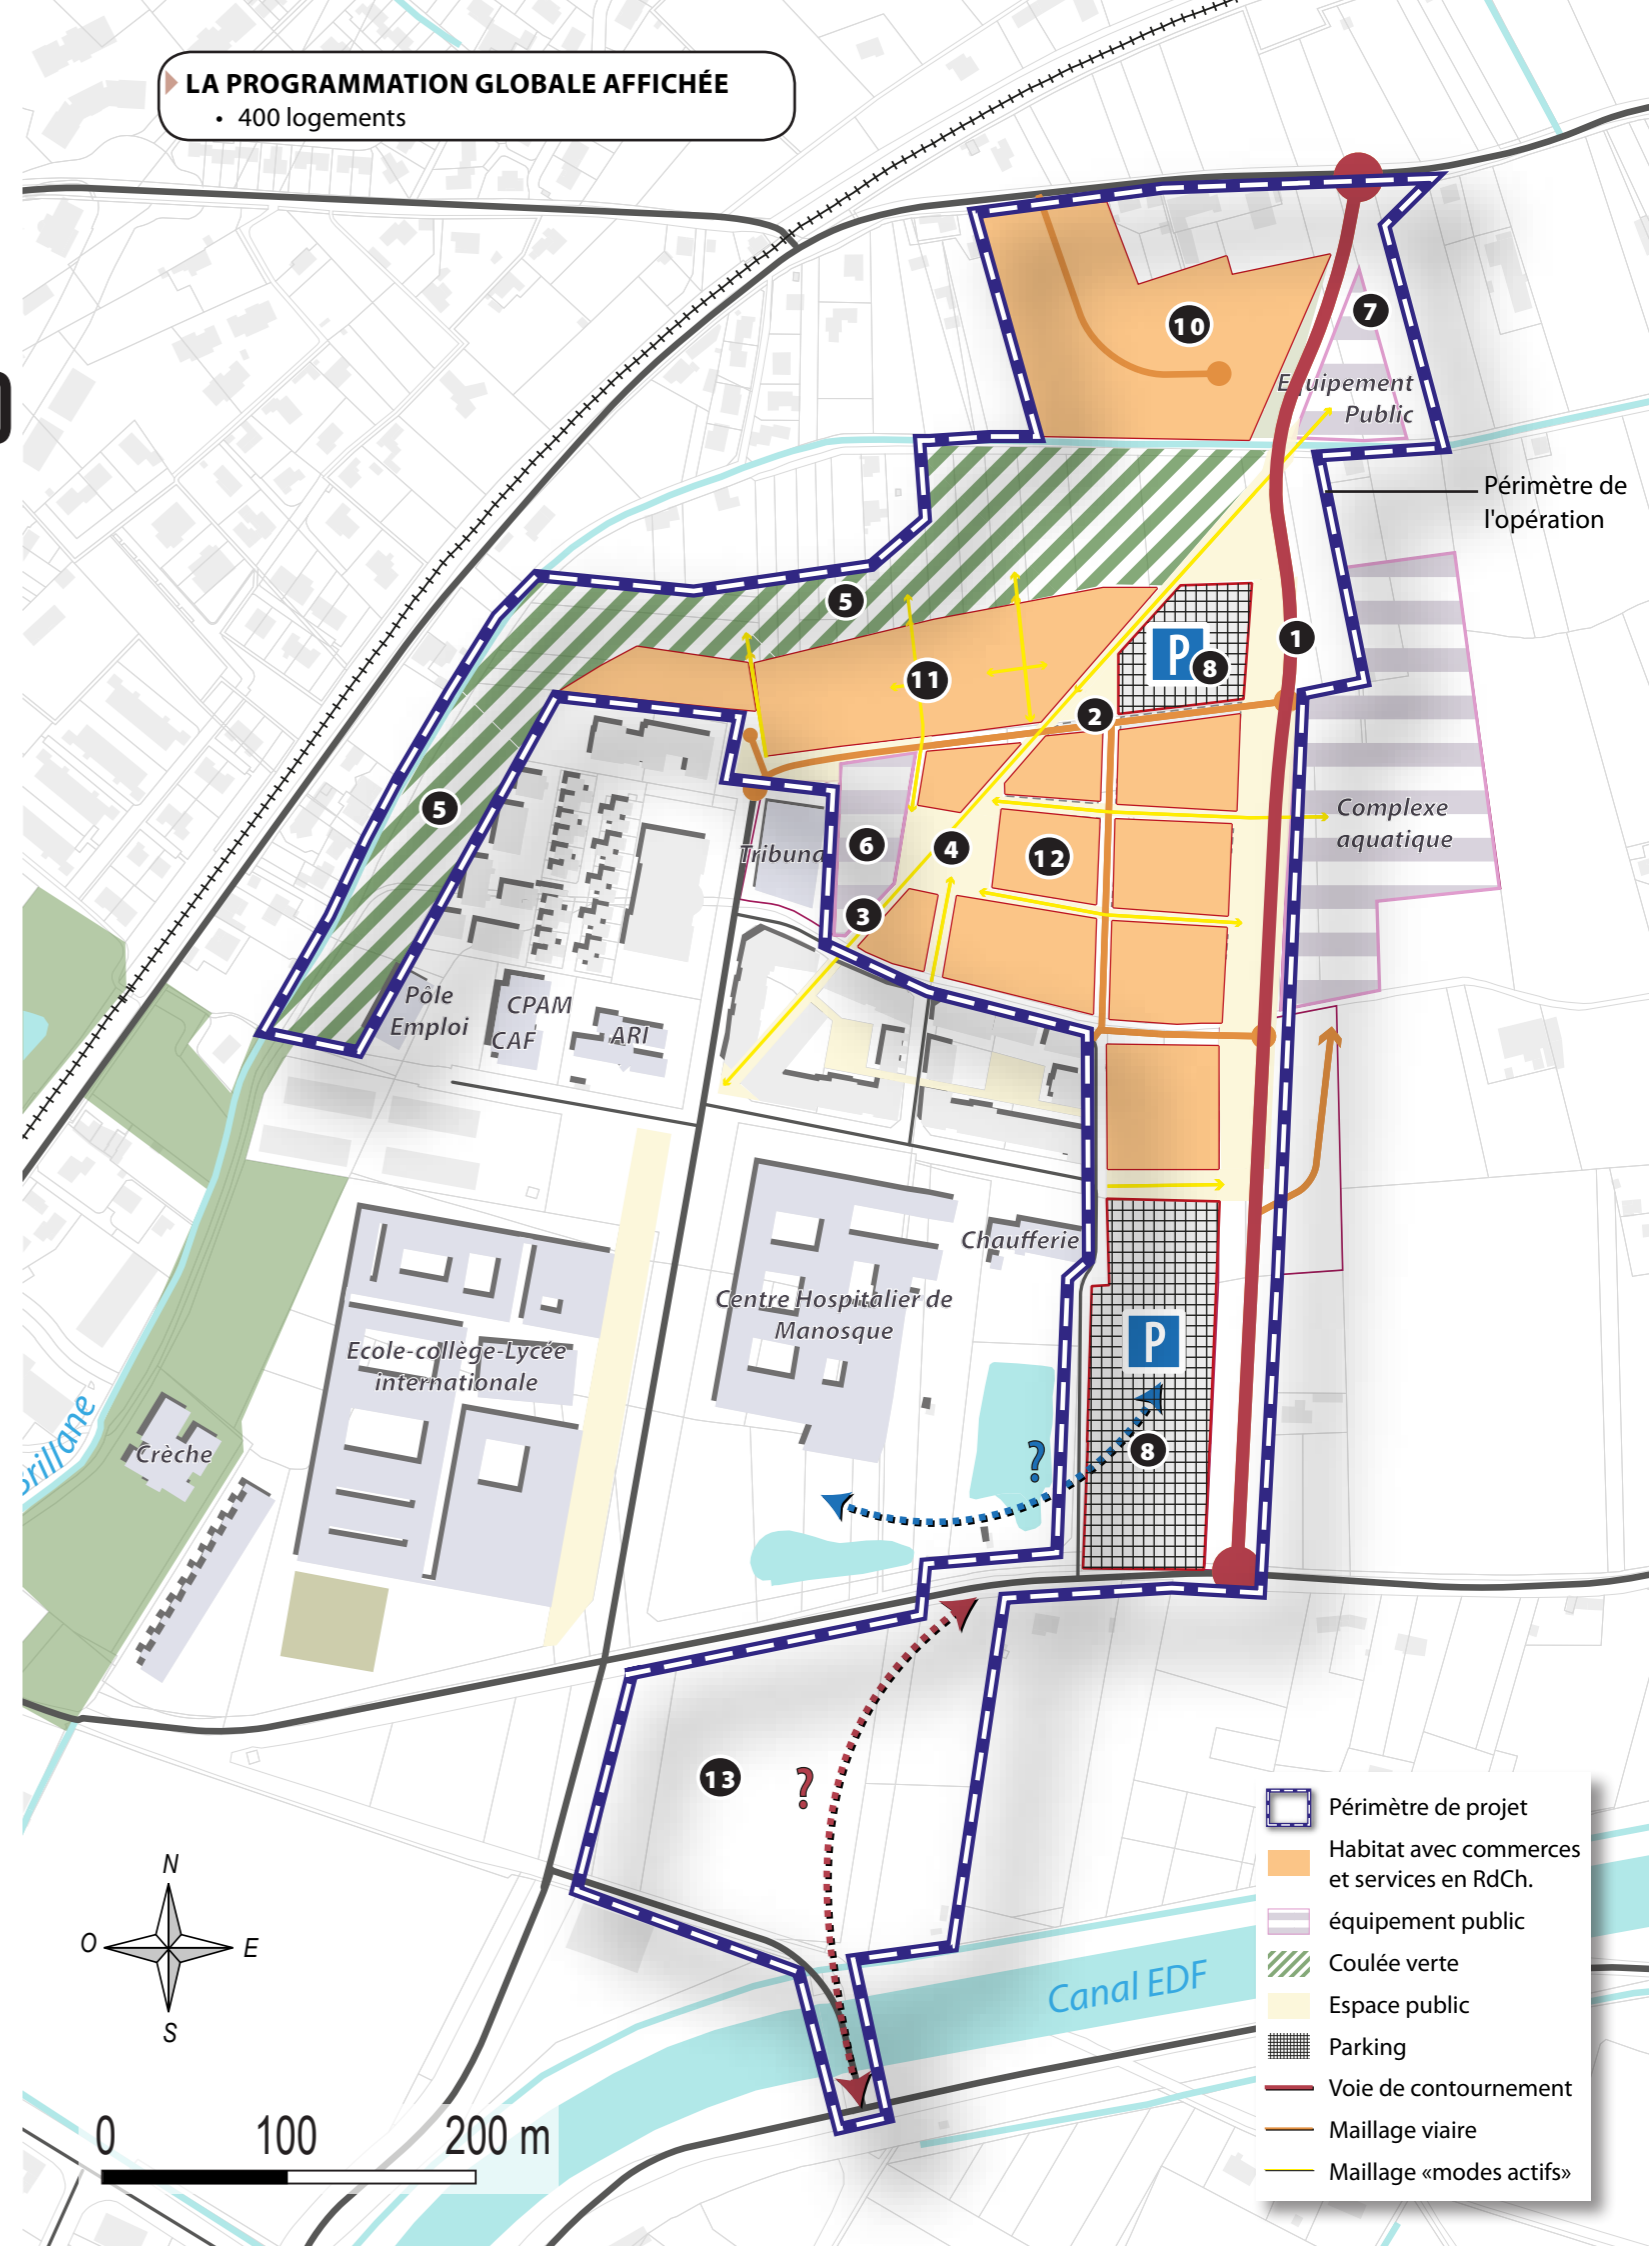 LA PROGRAMMATION GLOBALE AFFICHÉE
• 400 logements
10
7
Equipement
Public
Périmètre de
l'opération
5
1
P
8
11
2
5
Complexe
aquatique
Tribunal
6
4
12
3
Pôle
Emploi
CPAM
CAF
ARI
Chaufferie
Centre Hospitalier de
Manosque
P
Ecole-collège-Lycée
internationale
Crèche
?
8
13
?
N
O
E
S
Canal EDF
0 100 200 m
Périmètre de projet
Habitat avec commerces
et services en RdCh.
équipement public
Coulée verte
Espace public
Parking
Voie de contournement
Maillage viaire
Maillage «modes actifs»